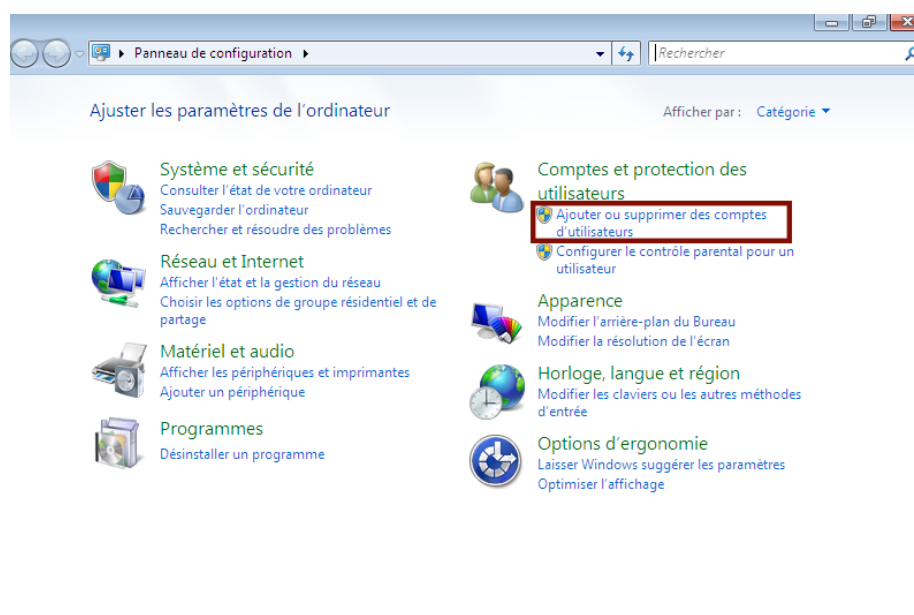 Panneau de configuration
Rechercher
Ajuster les paramètres de l'ordinateur
Afficher par : Catégorie
Système et sécurité
Consulter l'état de votre ordinateur
Sauvegarder l'ordinateur
Rechercher et résoudre des problèmes
Réseau et Internet
Afficher l'état et la gestion du réseau
Choisir les options de groupe résidentiel et de
partage
Matériel et audio
Afficher les périphériques et imprimantes
Ajouter un périphérique
Programmes
Désinstaller un programme
Comptes et protection des
utilisateurs
Ajouter ou supprimer des comptes
d'utilisateurs
Configurer le contrôle parental pour un
utilisateur
Apparence
Modifier l'arrière-plan du Bureau
Modifier la résolution de l'écran
Horloge, langue et région
Modifier les claviers ou les autres méthodes
d'entrée
Options d'ergonomie
Laisser Windows suggérer les paramètres
Optimiser l'affichage